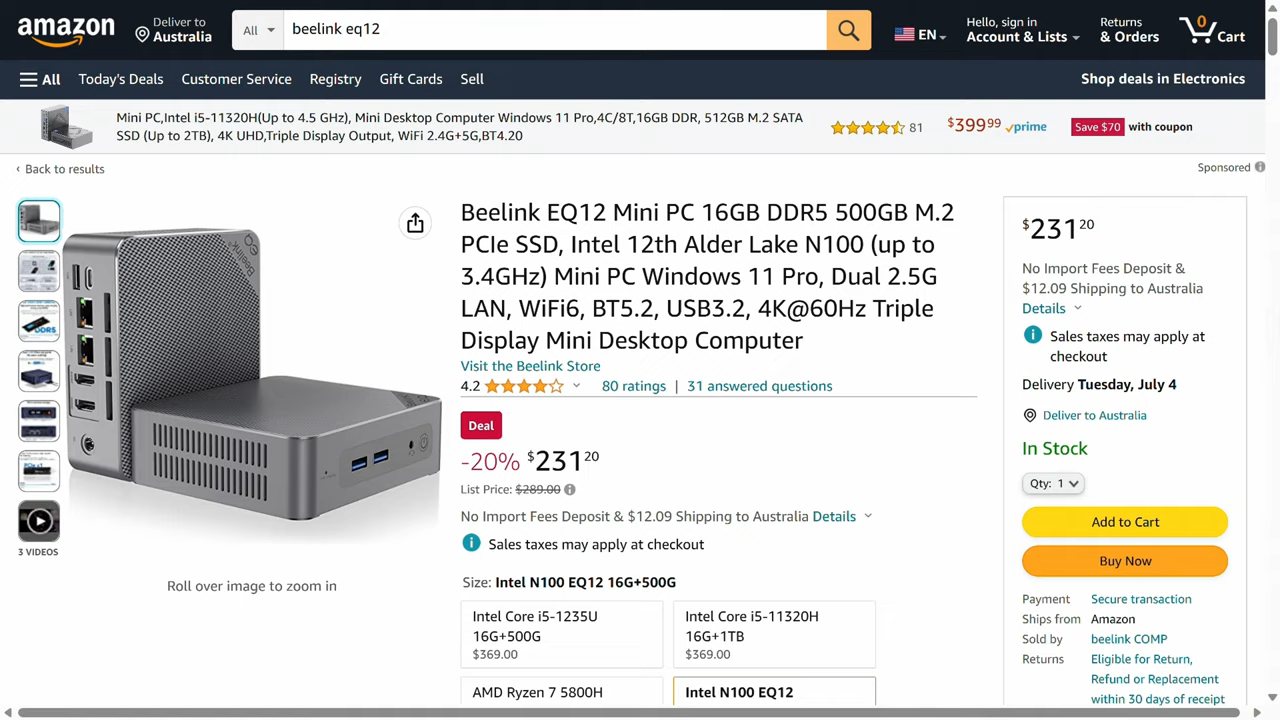 amazon
Deliver to
Australia
All
beelink eq12
EN
Hello, sign in
Account & Lists
Returns
& Orders
0
Cart
All
Today's Deals
Customer Service
Registry
Gift Cards
Sell
Shop deals in Electronics
Mini PC,Intel i5-11320H(Up to 4.5 GHz), Mini Desktop Computer Windows 11 Pro,4C/8T,16GB DDR, 512GB M.2 SATA
SSD (Up to 2TB), 4K UHD,Triple Display Output, WiFi 2.4G+5G,BT4.20
81
$399.99
prime
Save $70 with coupon
‹ Back to results
Sponsored
Beelink
EQ
DDR5
3 VIDEOS
Roll over image to zoom in
Beelink EQ12 Mini PC 16GB DDR5 500GB M.2
PCIe SSD, Intel 12th Alder Lake N100 (up to
3.4GHz) Mini PC Windows 11 Pro, Dual 2.5G
LAN, WiFi6, BT5.2, USB3.2, 4K@60Hz Triple
Display Mini Desktop Computer
Visit the Beelink Store
4.2
80 ratings | 31 answered questions
Deal
-20% $231 20
List Price: $289.00
No Import Fees Deposit & $12.09 Shipping to Australia Details
Sales taxes may apply at checkout
Size: Intel N100 EQ12 16G+500G
Intel Core i5-1235U
16G+500G
$369.00
Intel Core i5-11320H
16G+1TB
$369.00
AMD Ryzen 7 5800H
Intel N100 EQ12
$231 20
No Import Fees Deposit &
$12.09 Shipping to Australia
Details
Sales taxes may apply at
checkout
Delivery Tuesday, July 4
Deliver to Australia
In Stock
Qty: 1
Add to Cart
Buy Now
Payment Secure transaction
Ships from Amazon
Sold by beelink COMP
Returns Eligible for Return,
Refund or Replacement
within 30 days of receipt